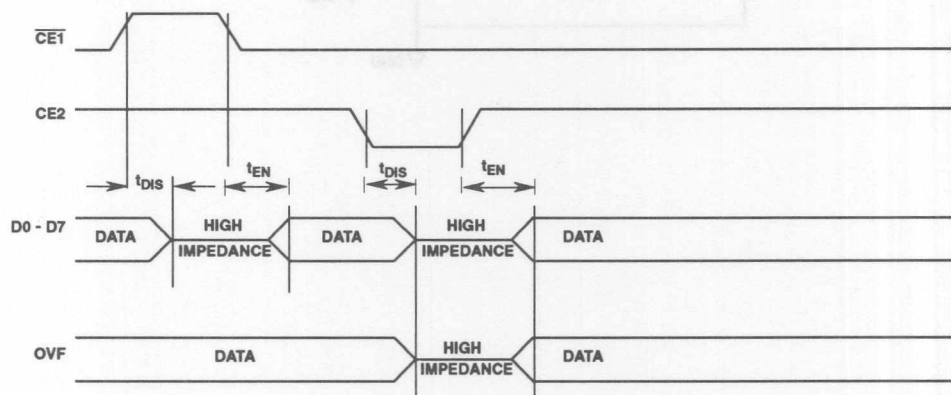 C̅E̅1̅
CE2
tDIS tEN tDIS tEN
D0 - D7 DATA HIGH IMPEDANCE DATA HIGH IMPEDANCE DATA
OVF DATA HIGH IMPEDANCE DATA